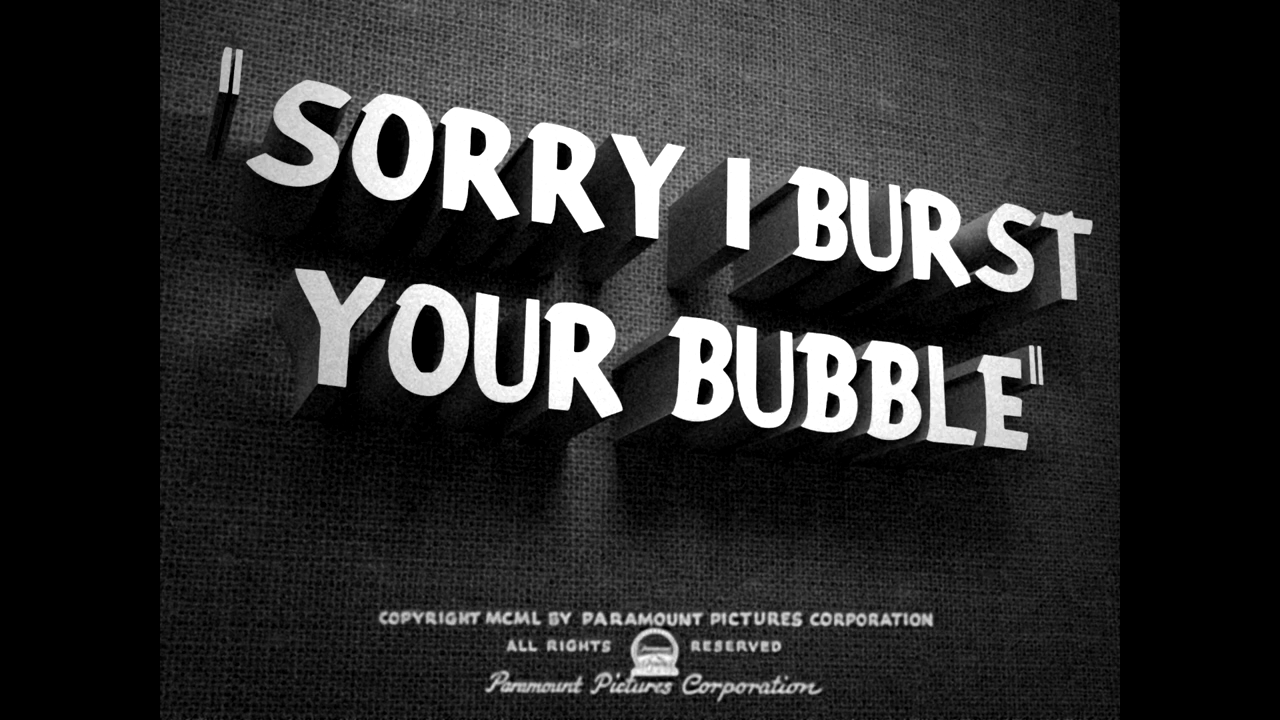 "SORRY I BURST
YOUR BUBBLE"
COPYRIGHT MCML BY PARAMOUNT PICTURES CORPORATION
ALL RIGHTS RESERVED
Paramount Pictures Corporation